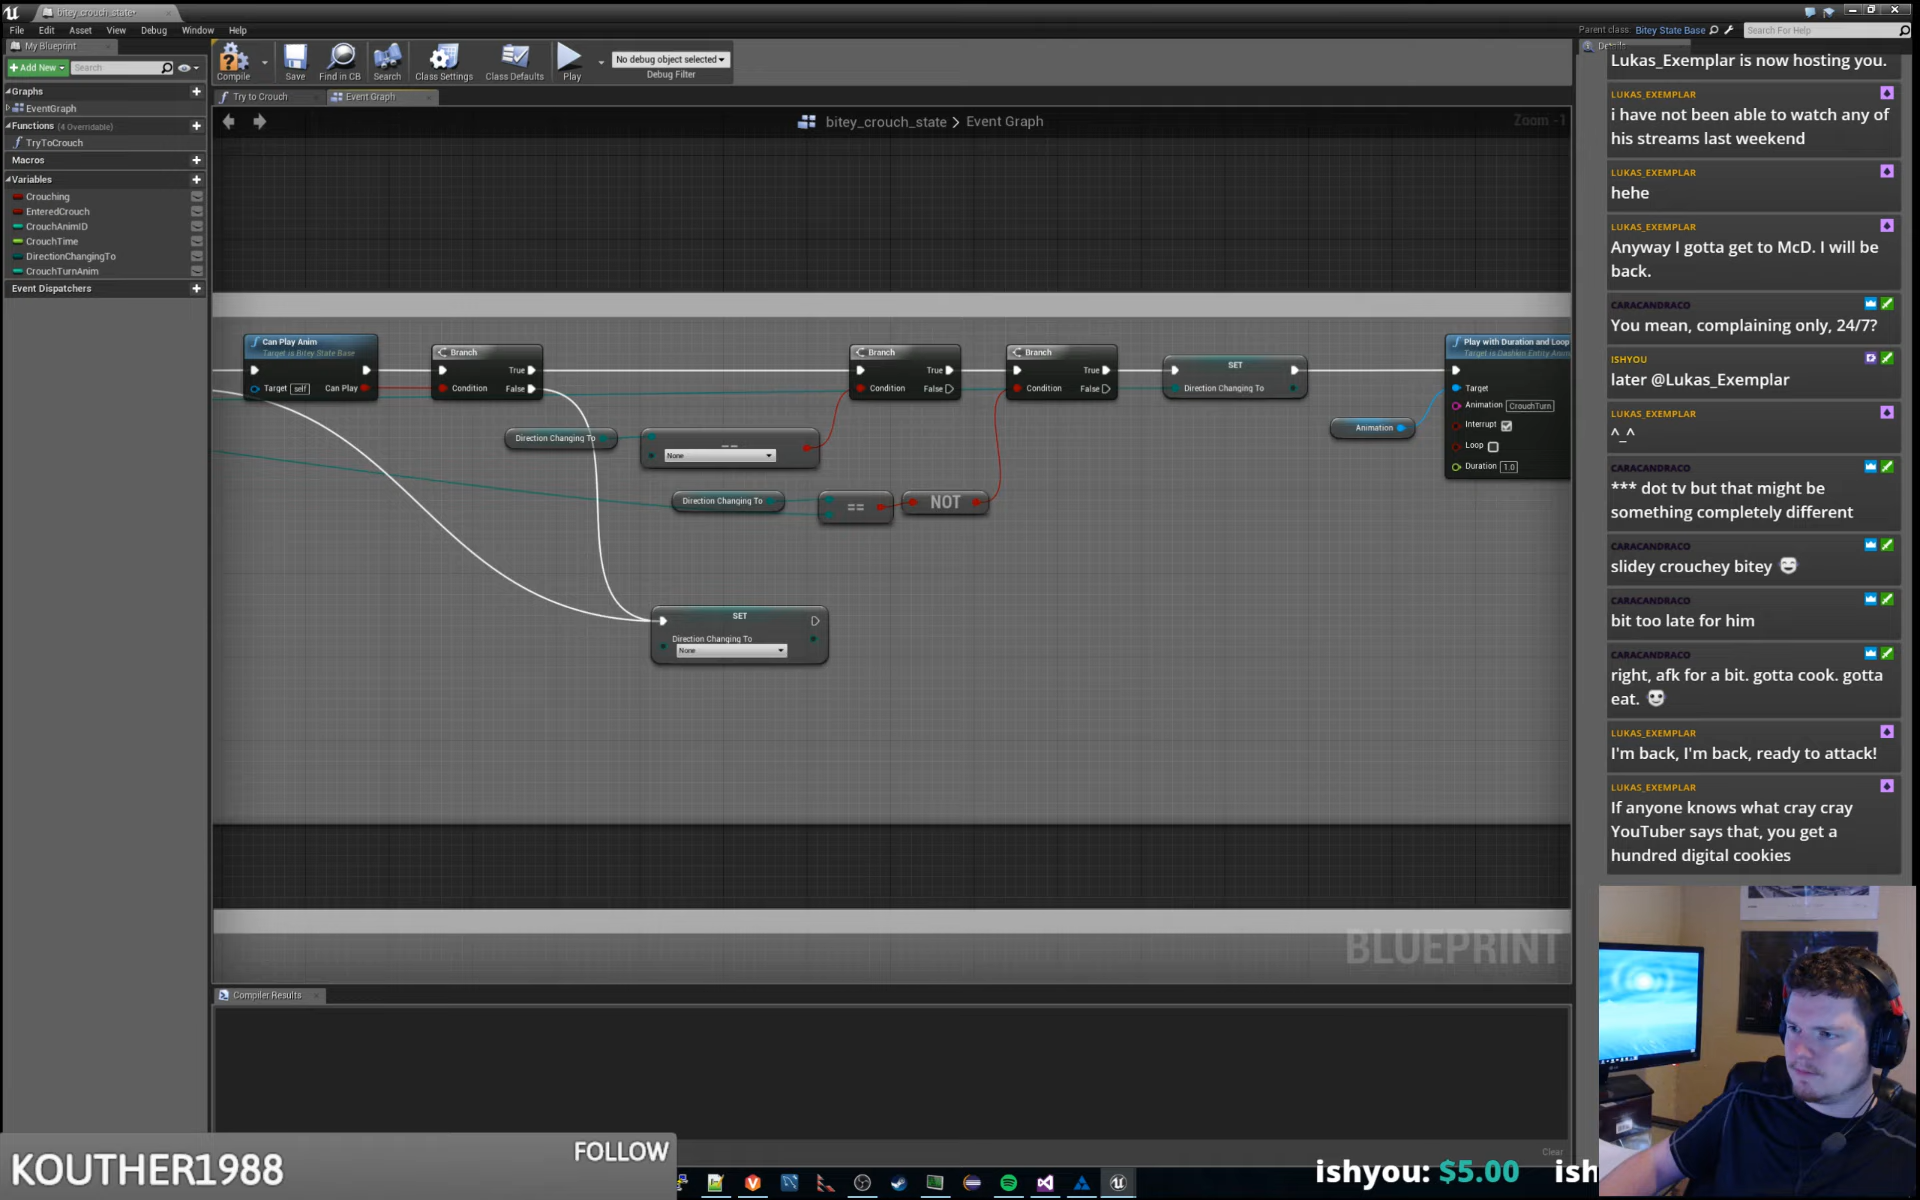 bitey_crouch_state*
File Edit Asset View Debug Window Help
Parent class: Bitey State Base
Search For Help
My Blueprint
Add New
Search
Compile
Save
Find in CB
Search
Class Settings
Class Defaults
Play
No debug object selected
Debug Filter
Details
Graphs
EventGraph
Functions (4 Overridable)
TryToCrouch
Macros
Variables
Crouching
EnteredCrouch
CrouchAnimID
CrouchTime
DirectionChangingTo
CrouchTurnAnim
Event Dispatchers
Try to Crouch
Event Graph
bitey_crouch_state > Event Graph
Zoom -1
Can Play Anim
Target is Bitey State Base
Target self
Can Play
Branch
True
Condition
False
Branch
True
Condition
False
Branch
True
Condition
False
SET
Direction Changing To
Play with Duration and Loop
Target is Dashkin Entity Anim
Target
Animation CrouchTurn
Interrupt
Loop
Duration 1.0
Animation
Direction Changing To
==
None
Direction Changing To
==
NOT
SET
Direction Changing To
None
BLUEPRINT
Compiler Results
Clear
Lukas_Exemplar is now hosting you.
LUKAS_EXEMPLAR
i have not been able to watch any of
his streams last weekend
LUKAS_EXEMPLAR
hehe
LUKAS_EXEMPLAR
Anyway I gotta get to McD. I will be
back.
CARACANDRACO
You mean, complaining only, 24/7?
ISHYOU
later @Lukas_Exemplar
LUKAS_EXEMPLAR
^_^
CARACANDRACO
*** dot tv but that might be
something completely different
CARACANDRACO
slidey crouchey bitey
CARACANDRACO
bit too late for him
CARACANDRACO
right, afk for a bit. gotta cook. gotta
eat.
LUKAS_EXEMPLAR
I'm back, I'm back, ready to attack!
LUKAS_EXEMPLAR
If anyone knows what cray cray
YouTuber says that, you get a
hundred digital cookies
KOUTHER1988
FOLLOW
ishyou: $5.00 ish